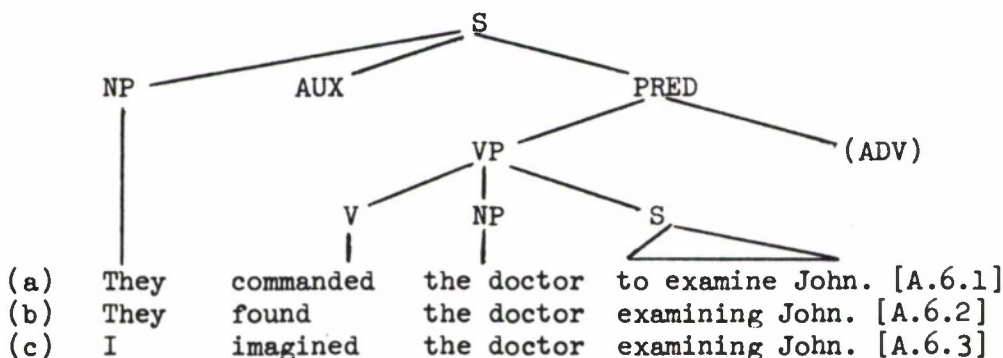 S
NP AUX PRED
VP (ADV)
V NP S
(a) They commanded the doctor to examine John. [A.6.1]
(b) They found the doctor examining John. [A.6.2]
(c) I imagined the doctor examining John. [A.6.3]